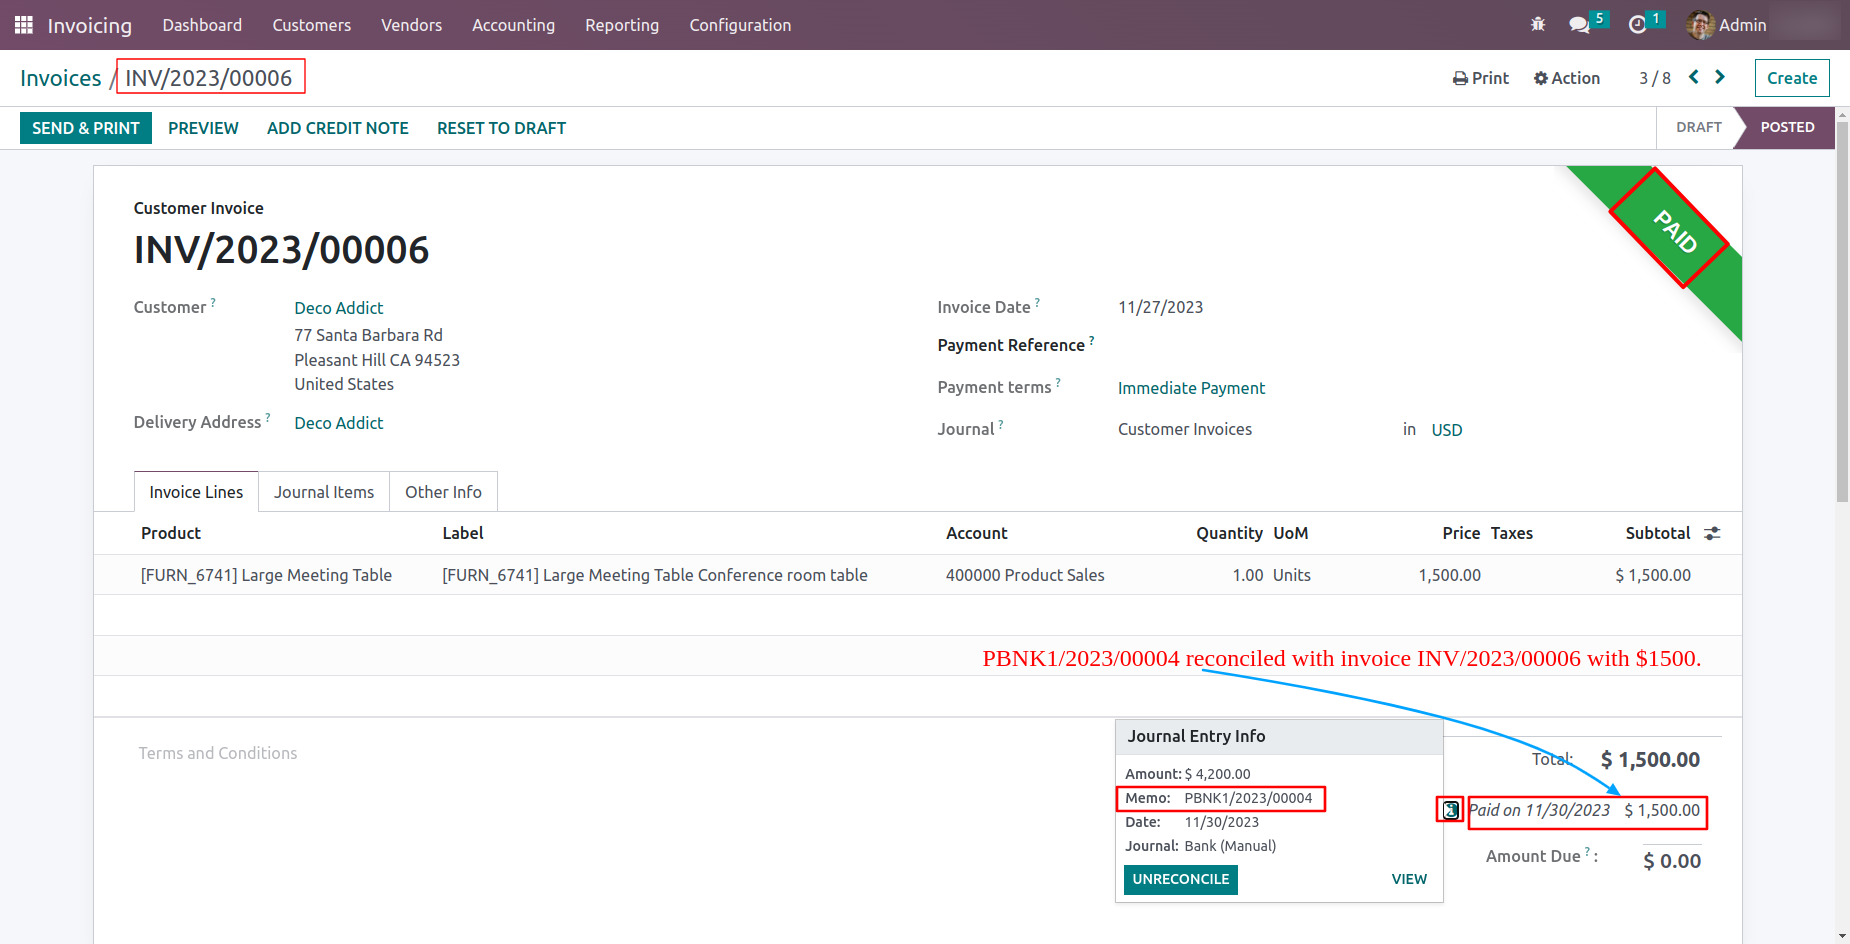 Invoicing Dashboard Customers Vendors Accounting Reporting Configuration 5 1 Admin
Invoices / INV/2023/00006 Print Action 3 / 8 Create
SEND & PRINT PREVIEW ADD CREDIT NOTE RESET TO DRAFT DRAFT POSTED
PAID
Customer Invoice
INV/2023/00006
Customer ? Deco Addict Invoice Date ? 11/27/2023
77 Santa Barbara Rd
Payment Reference ?
Pleasant Hill CA 94523
United States Payment terms ? Immediate Payment
Delivery Address ? Deco Addict Journal ? Customer Invoices in USD
Invoice Lines Journal Items Other Info
Product Label Account Quantity UoM Price Taxes Subtotal
[FURN_6741] Large Meeting Table [FURN_6741] Large Meeting Table Conference room table 400000 Product Sales 1.00 Units 1,500.00 $ 1,500.00
PBNK1/2023/00004 reconciled with invoice INV/2023/00006 with $1500.
Terms and Conditions
Journal Entry Info
Amount: $ 4,200.00
Memo: PBNK1/2023/00004
Date: 11/30/2023
Journal: Bank (Manual)
UNRECONCILE VIEW
Total: $ 1,500.00
Paid on 11/30/2023 $ 1,500.00
Amount Due ? : $ 0.00